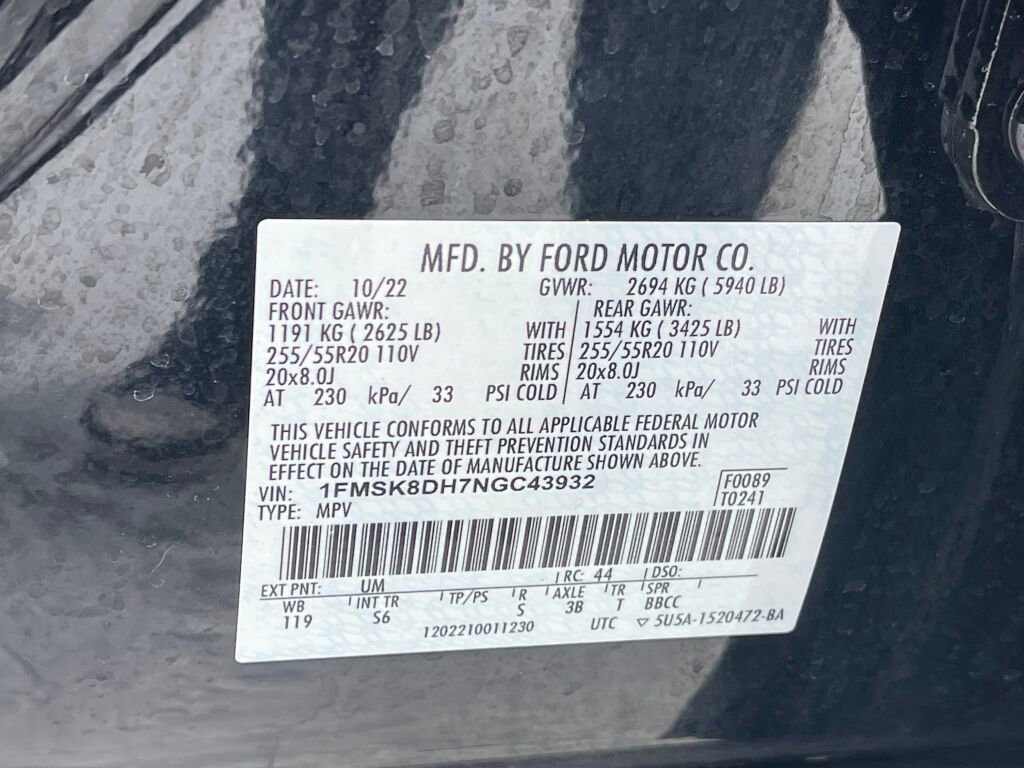 MFD. BY FORD MOTOR CO.
DATE: 10/22 GVWR: 2694 KG ( 5940 LB)
FRONT GAWR: REAR GAWR:
1191 KG ( 2625 LB) WITH 1554 KG ( 3425 LB) WITH
255/55R20 110V TIRES 255/55R20 110V TIRES
20x8.0J RIMS 20x8.0J RIMS
AT 230 kPa/ 33 PSI COLD AT 230 kPa/ 33 PSI COLD
THIS VEHICLE CONFORMS TO ALL APPLICABLE FEDERAL MOTOR
VEHICLE SAFETY AND THEFT PREVENTION STANDARDS IN
EFFECT ON THE DATE OF MANUFACTURE SHOWN ABOVE.
VIN: 1FMSK8DH7NGC43932 F0089
TYPE: MPV T0241
EXT PNT: UM RC: 44 DSO:
WB INT TR TP/PS R AXLE TR SPR
119 S6 S 3B T BBCC
1202210011230 UTC ▽ 5U5A-1520472-BA